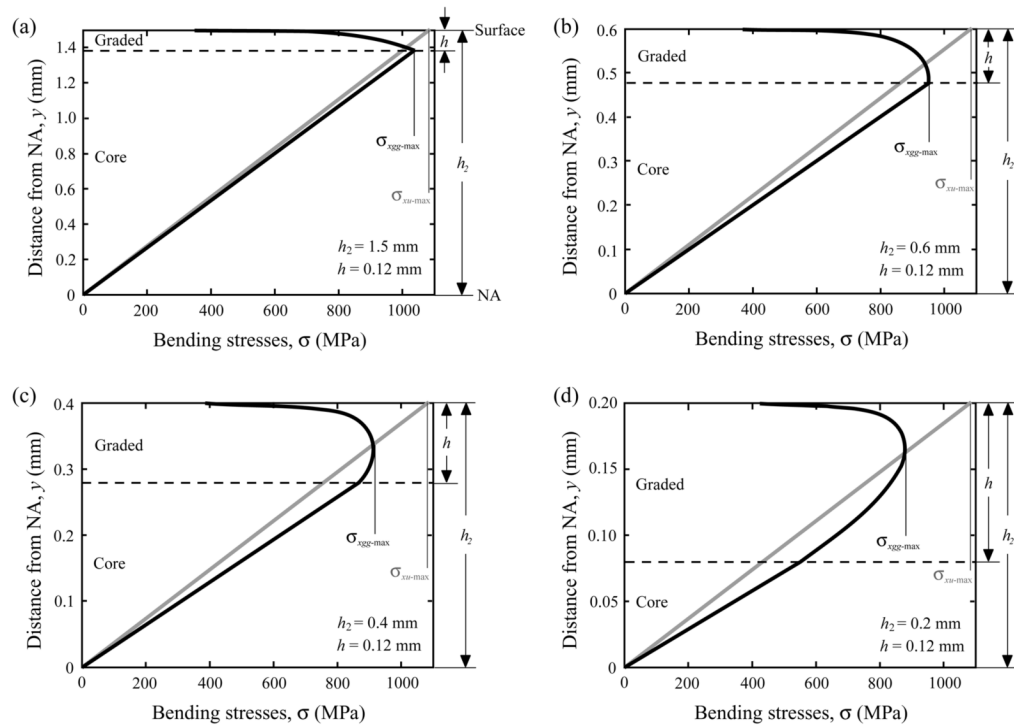 (a)
Surface
Graded
h
1.4
1.2
1.0
0.8
0.6
0.4
0.2
0
Distance from NA, y (mm)
Core
σxgg-max
σxu-max
h2
h2 = 1.5 mm
h = 0.12 mm
NA
0 200 400 600 800 1000
Bending stresses, σ (MPa)
(b)
0.6
0.5
0.4
0.3
0.2
0.1
0
Distance from NA, y (mm)
Graded
h
Core
σxgg-max
σxu-max
h2
h2 = 0.6 mm
h = 0.12 mm
0 200 400 600 800 1000
Bending stresses, σ (MPa)
(c)
0.4
0.3
0.2
0.1
0
Distance from NA, y (mm)
Graded
h
Core
σxgg-max
σxu-max
h2
h2 = 0.4 mm
h = 0.12 mm
0 200 400 600 800 1000
Bending stresses, σ (MPa)
(d)
0.20
0.15
0.10
0.05
0
Distance from NA, y (mm)
Graded
h
σxgg-max
σxu-max
h2
Core
h2 = 0.2 mm
h = 0.12 mm
0 200 400 600 800 1000
Bending stresses, σ (MPa)